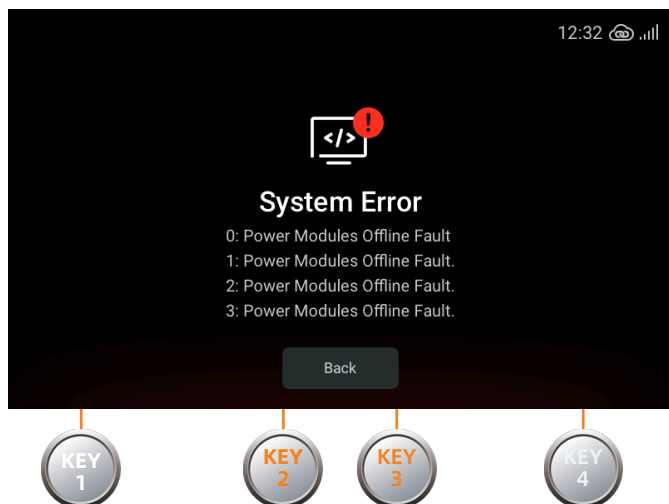 12:32
</>
!
System Error
0: Power Modules Offline Fault
1: Power Modules Offline Fault.
2: Power Modules Offline Fault.
3: Power Modules Offline Fault.
Back
KEY
1
KEY
2
KEY
3
KEY
4